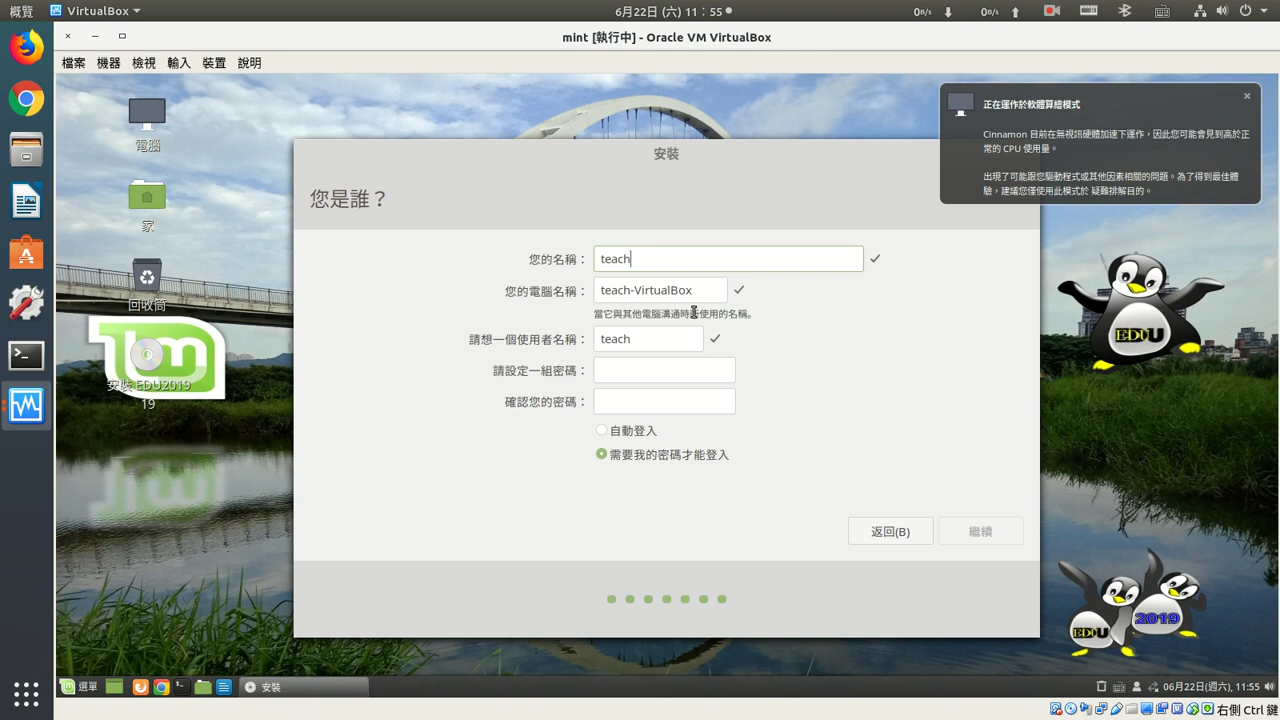 概覽
VirtualBox
6月22日 (六) 11：55
0B/s
0B/s
mint [執行中] - Oracle VM VirtualBox
檔案 機器 檢視 輸入 裝置 說明
正在運作於軟體算繪模式
Cinnamon 目前在無視訊硬體加速下運作，因此您可能會見到高於正
常的 CPU 使用量。
出現了可能跟您驅動程式或其他因素相關的問題。為了得到最佳體
驗，建議您僅使用此模式於 疑難排解目的。
電腦
家
回收筒
安裝 EDU2019
19
安裝
您是誰？
您的名稱：
teach
您的電腦名稱：
teach-VirtualBox
當它與其他電腦溝通時所使用的名稱。
請想一個使用者名稱：
teach
請設定一組密碼：
確認您的密碼：
自動登入
需要我的密碼才能登入
返回(B)
繼續
EDUU
EDUU
2019
選單
安裝
06月22日(週六), 11:55
右側 Ctrl 鍵